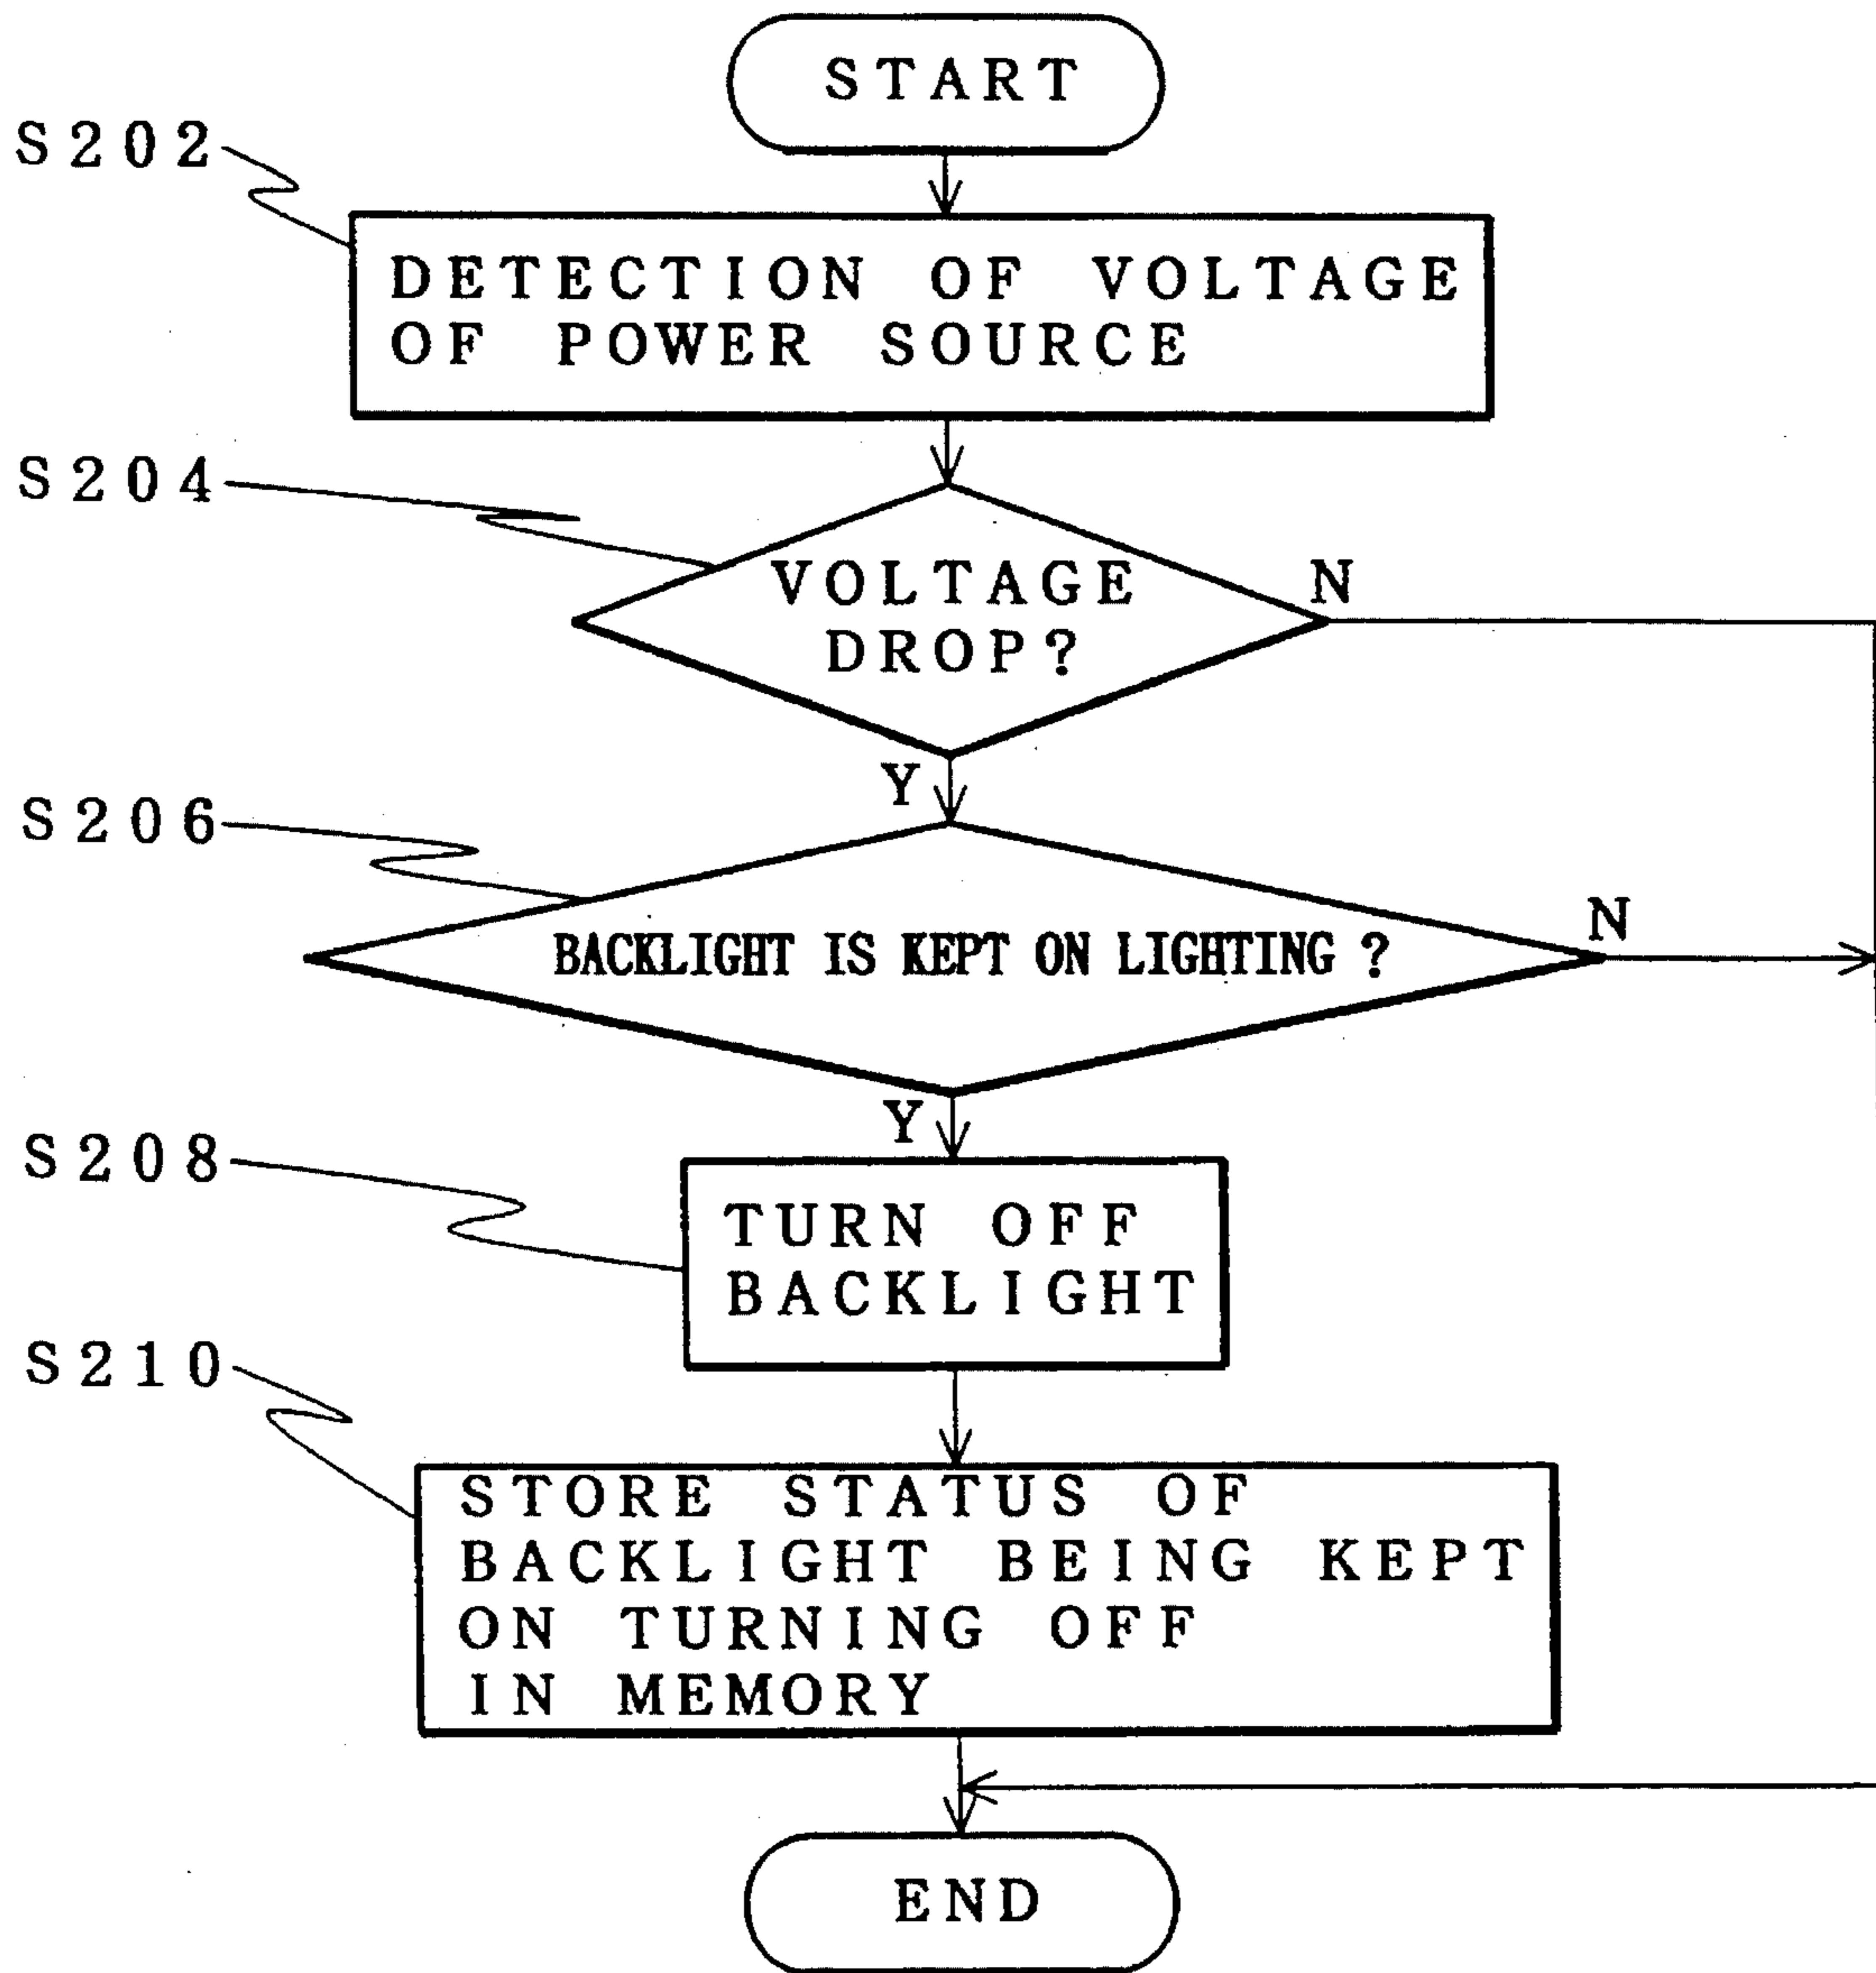 START
S202
DETECTION OF VOLTAGE
OF POWER SOURCE
S204
VOLTAGE
DROP?
N
Y
S206
BACKLIGHT IS KEPT ON LIGHTING ?
N
Y
S208
TURN OFF
BACKLIGHT
S210
STORE STATUS OF
BACKLIGHT BEING KEPT
ON TURNING OFF
IN MEMORY
END